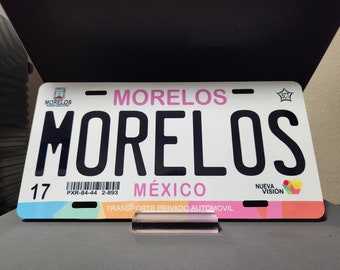 MORELOS
MORELOS
MORELOS
17
PXR-84-44 2-893
MÉXICO
NUEVA
VISIÓN
TRANSPORTE PRIVADO AUTOMOVIL